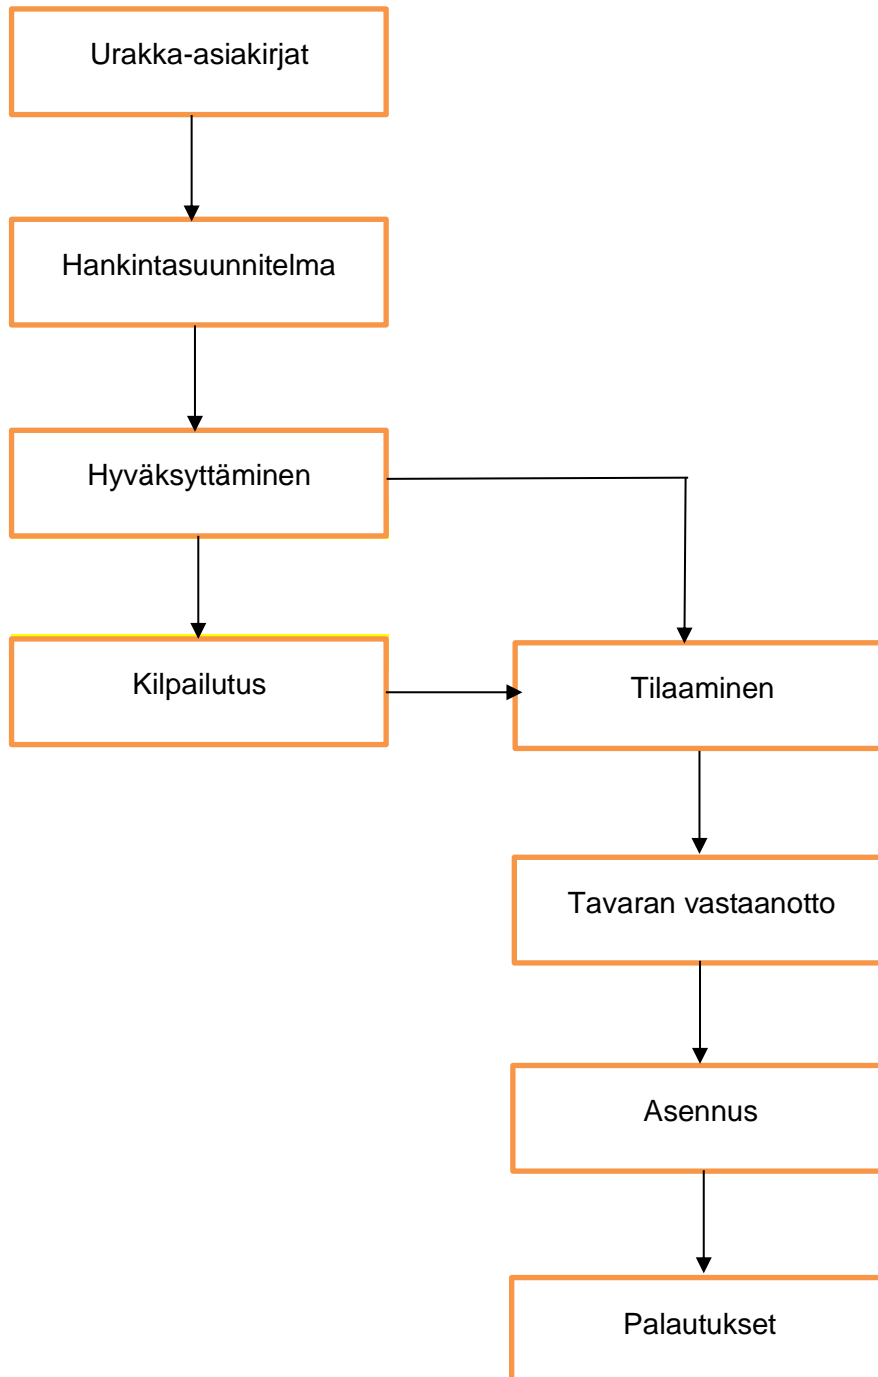 Urakka-asiakirjat
Hankintasuunnitelma
Hyväksyttäminen
Kilpailutus
Tilaaminen
Tavaran vastaanotto
Asennus
Palautukset